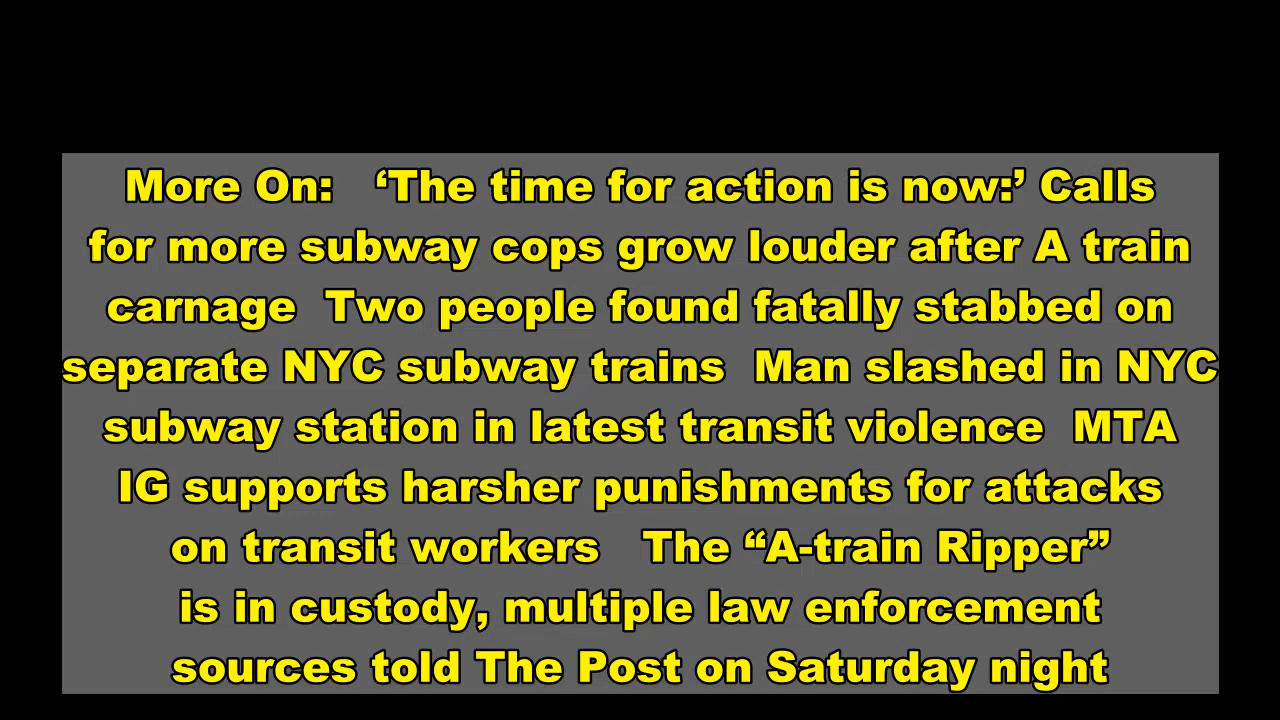 More On:   ‘The time for action is now:’ Calls
for more subway cops grow louder after A train
carnage  Two people found fatally stabbed on
separate NYC subway trains  Man slashed in NYC
subway station in latest transit violence  MTA
IG supports harsher punishments for attacks
on transit workers   The “A-train Ripper”
is in custody, multiple law enforcement
sources told The Post on Saturday night